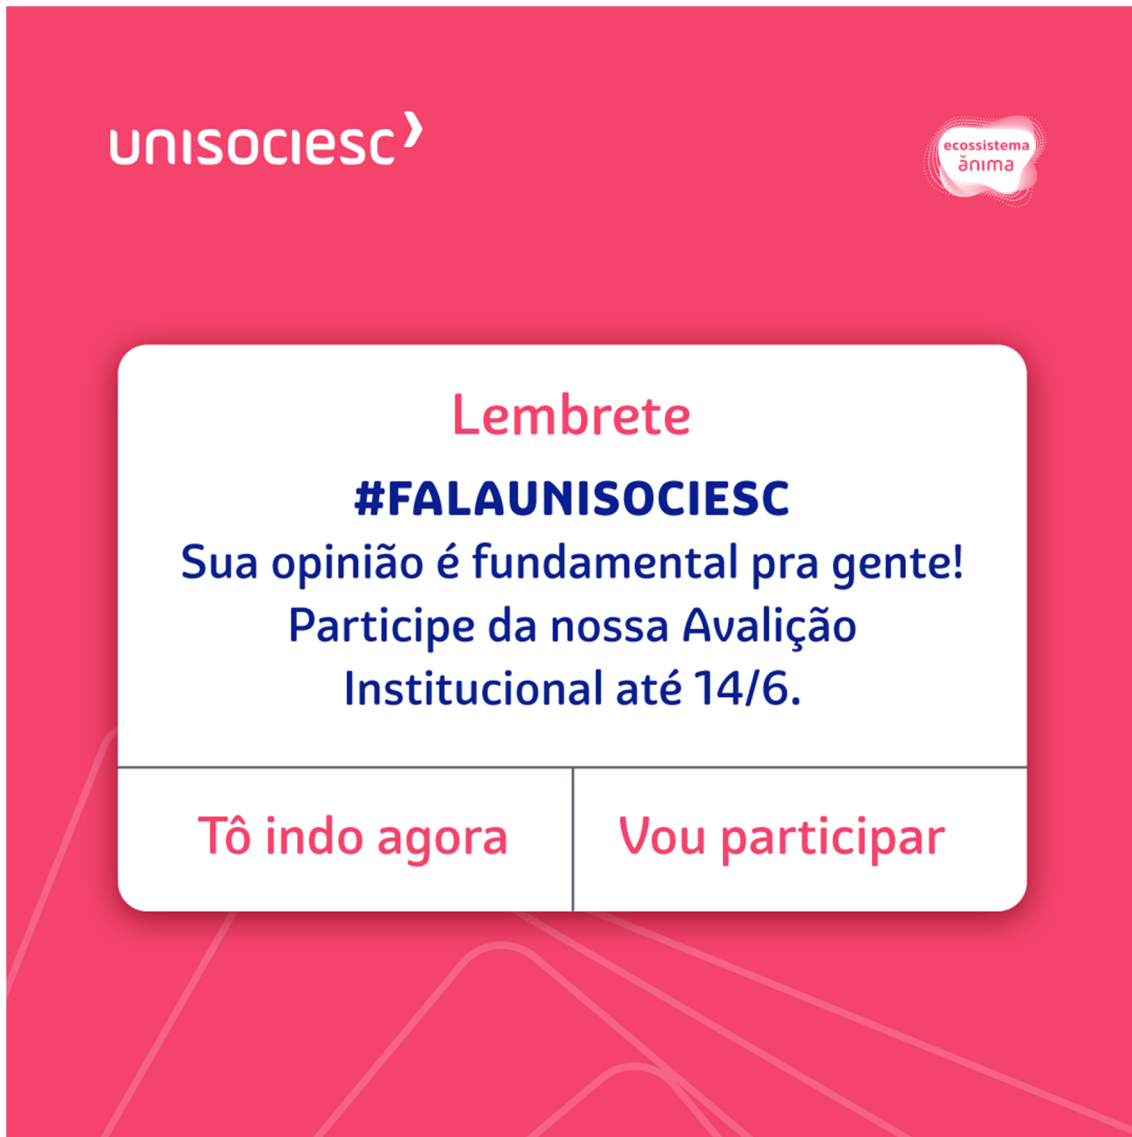 unisociesc
ecossistema
ănima
Lembrete
#FALAUNISOCIESC
Sua opinião é fundamental pra gente!
Participe da nossa Avalição
Institucional até 14/6.
Tô indo agora
Vou participar